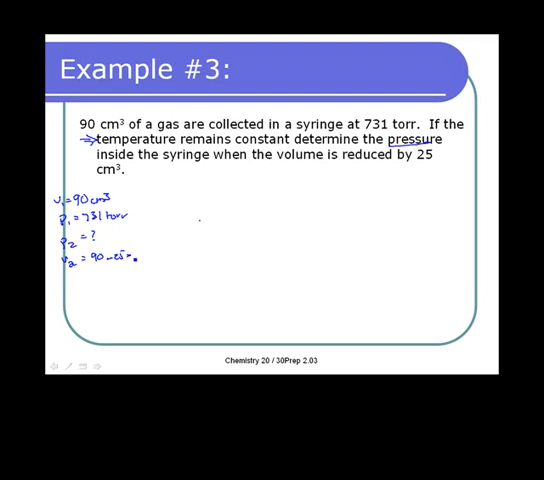 Example #3:
90 cm³ of a gas are collected in a syringe at 731 torr. If the
temperature remains constant determine the pressure
inside the syringe when the volume is reduced by 25
cm³.
V₁ = 90 cm³
P₁ = 731 torr
P₂ = ?
V₂ = 90 - 25 =
Chemistry 20 / 30Prep 2.03